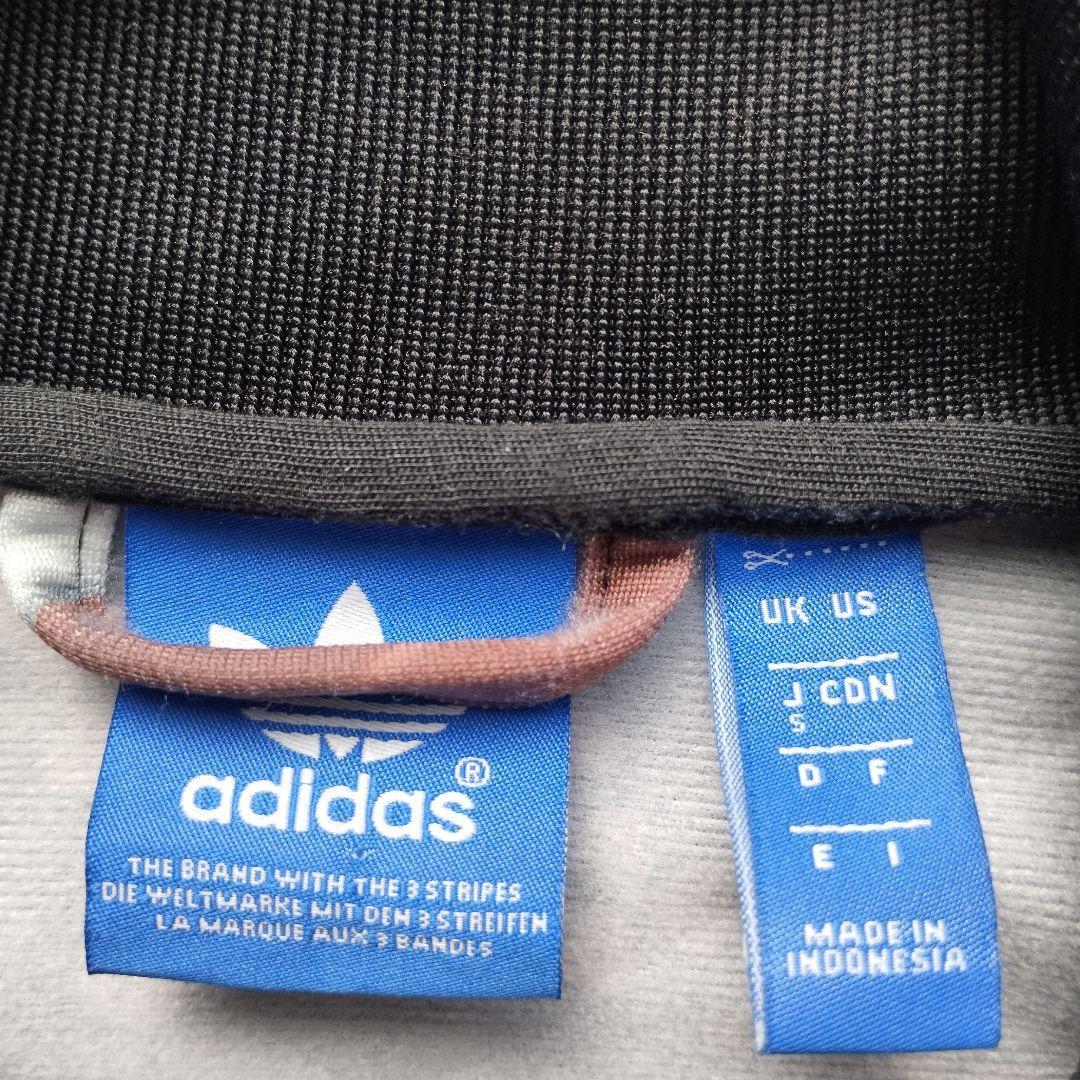 adidas®
THE BRAND WITH THE 3 STRIPES
DIE WELTMARKE MIT DEN 3 STREIFEN
LA MARQUE AUX 3 BANDES
UK US
J CDN
S
D F
E I
MADE IN
INDONESIA